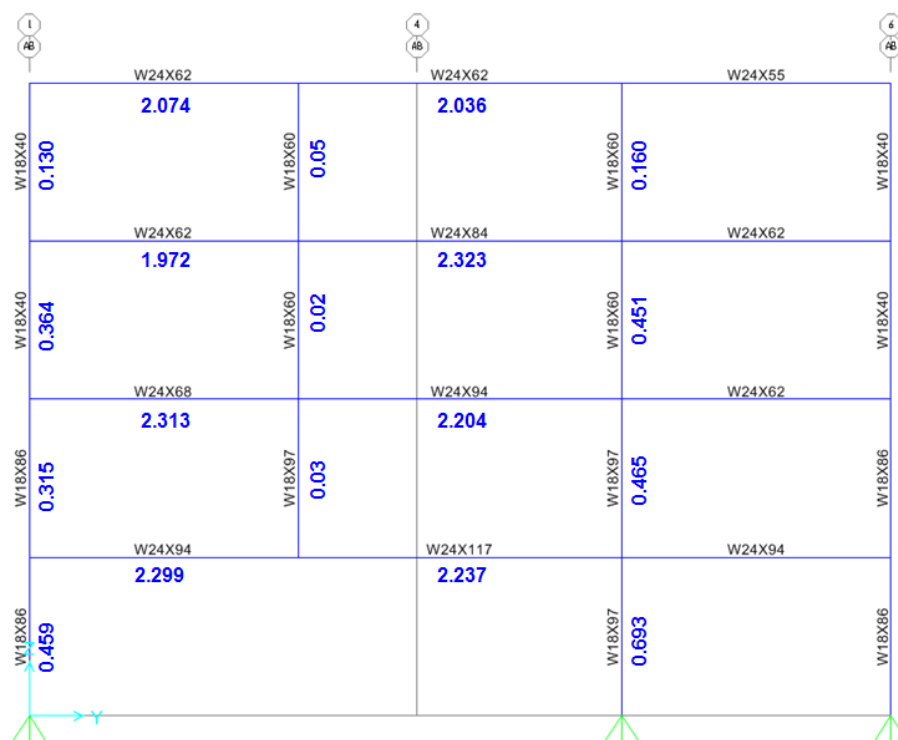 1 4 6
AB AB AB
W24X62 W24X62 W24X55
2.074 2.036
W18X40 0.130 W18X60 0.05 W18X60 0.160 W18X40
W24X62 W24X84 W24X62
1.972 2.323
W18X40 0.364 W18X60 0.02 W18X60 0.451 W18X40
W24X68 W24X94 W24X62
2.313 2.204
W18X86 0.315 W18X97 0.03 W18X97 0.465 W18X86
W24X94 W24X117 W24X94
2.299 2.237
W18X86 0.459 W18X97 0.693 W18X86
Z
Y